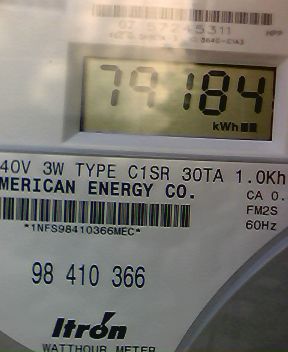 79184
kWh
40V 3W TYPE C1SR 30TA 1.0Kh
MERICAN ENERGY CO.
CA 0.
FM2S
*1NFS98410366MEC*
60Hz
98 410 366
Itron
WATTHOUR METER